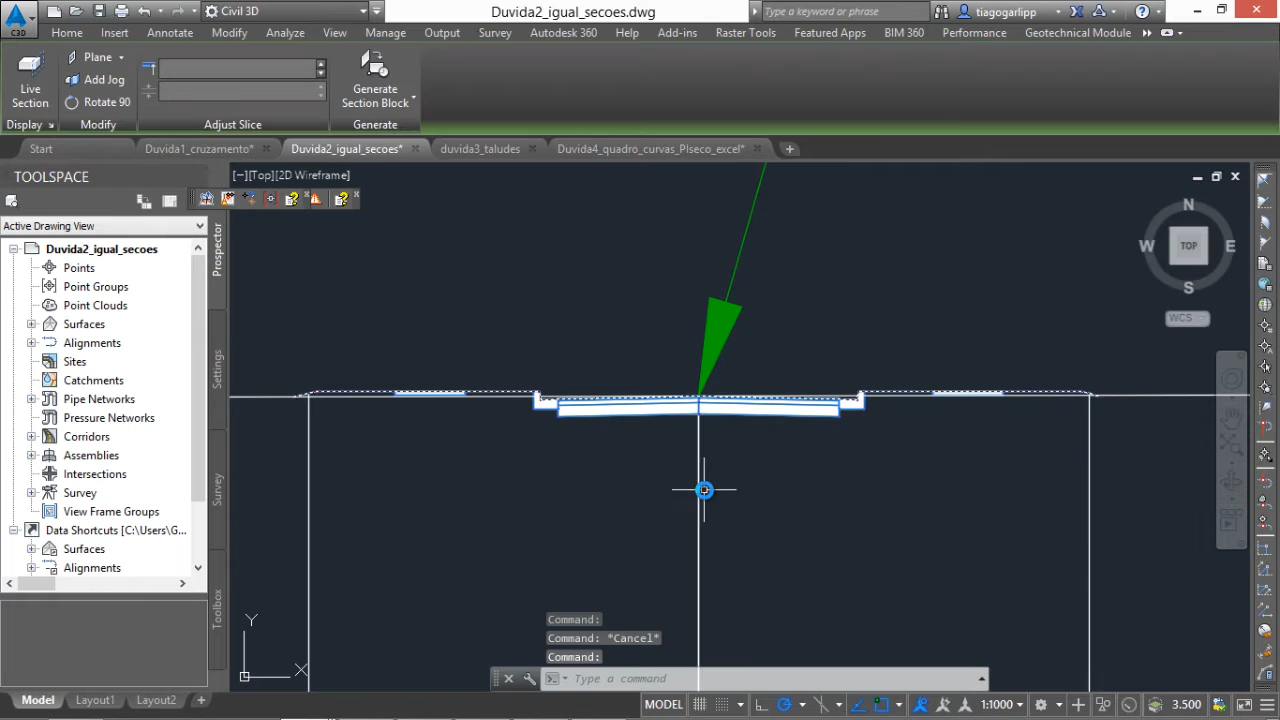 C3D
Civil 3D
Duvida2_igual_secoes.dwg
Type a keyword or phrase
tiagogarlipp
Home Insert Annotate Modify Analyze View Manage Output Survey Autodesk 360 Help Add-ins Raster Tools Featured Apps BIM 360 Performance Geotechnical Module
Live
Section
Plane
Add Jog
Rotate 90
Generate
Section Block
Display Modify Adjust Slice Generate
Start Duvida1_cruzamento* Duvida2_igual_secoes* duvida3_taludes Duvida4_quadro_curvas_PIseco_excel*
TOOLSPACE
[−][Top][2D Wireframe]
Active Drawing View
Duvida2_igual_secoes
Points
Point Groups
Point Clouds
Surfaces
Alignments
Sites
Catchments
Pipe Networks
Pressure Networks
Corridors
Assemblies
Intersections
Survey
View Frame Groups
Data Shortcuts [C:\Users\G...
Surfaces
Alignments
Prospector
Settings
Survey
Toolbox
N
W TOP E
S
WCS
Y
X
Command:
Command: *Cancel*
Command:
Type a command
Model Layout1 Layout2 +
MODEL 1:1000 3.500